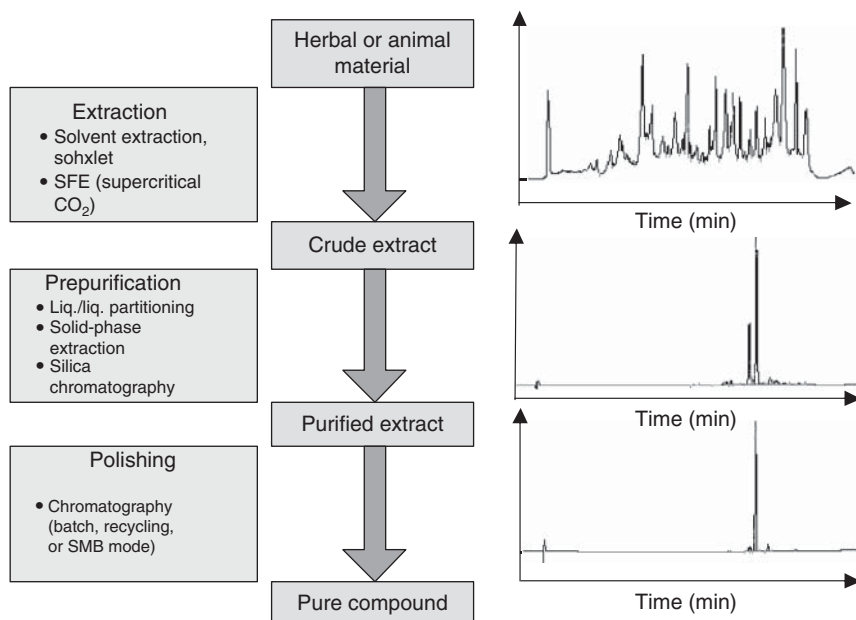 Herbal or animal
material
Extraction
• Solvent extraction,
sohxlet
• SFE (supercritical
CO₂)
Time (min)
Crude extract
Prepurification
• Liq./liq. partitioning
• Solid-phase
extraction
• Silica
chromatography
Time (min)
Purified extract
Polishing
• Chromatography
(batch, recycling,
or SMB mode)
Pure compound
Time (min)